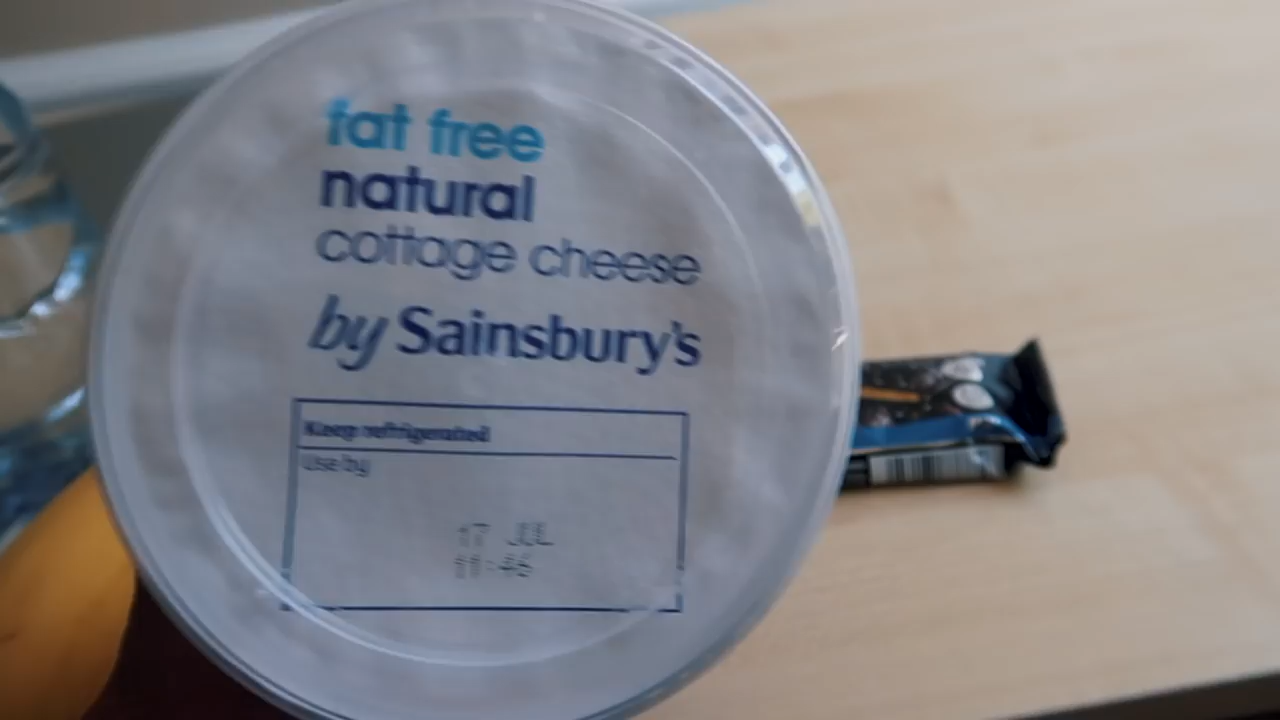 fat free
natural
cottage cheese
by Sainsbury's
Keep refrigerated
Use by
17 JUL